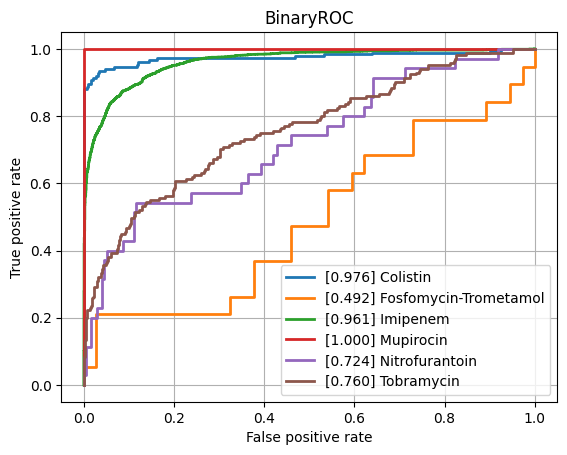 BinaryROC
True positive rate
1.0
0.8
0.6
0.4
0.2
0.0
[0.976] Colistin
[0.492] Fosfomycin-Trometamol
[0.961] Imipenem
[1.000] Mupirocin
[0.724] Nitrofurantoin
[0.760] Tobramycin
0.0 0.2 0.4 0.6 0.8 1.0
False positive rate